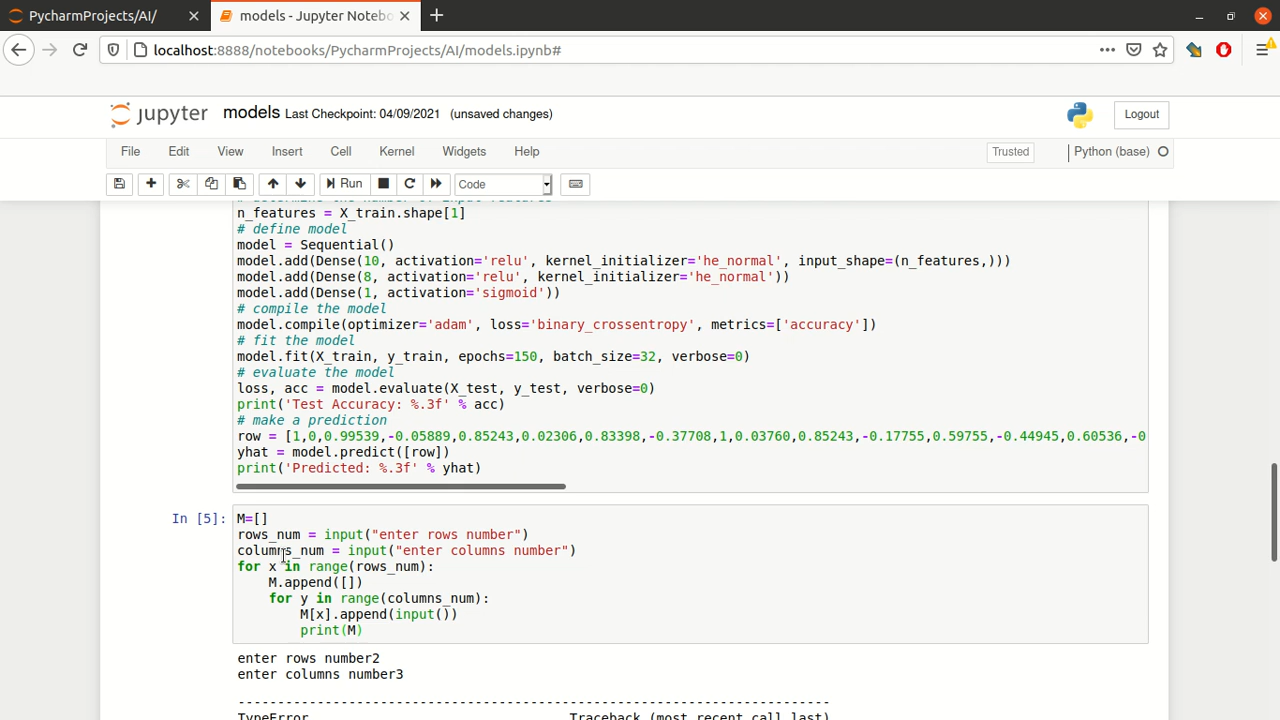 PycharmProjects/AI/
models - Jupyter Notebo
localhost:8888/notebooks/PycharmProjects/AI/models.ipynb#
jupyter models Last Checkpoint: 04/09/2021 (unsaved changes)
Logout
File Edit View Insert Cell Kernel Widgets Help
Trusted
Python (base)
Run
Code
# determine the number of input features
n_features = X_train.shape[1]
# define model
model = Sequential()
model.add(Dense(10, activation='relu', kernel_initializer='he_normal', input_shape=(n_features,)))
model.add(Dense(8, activation='relu', kernel_initializer='he_normal'))
model.add(Dense(1, activation='sigmoid'))
# compile the model
model.compile(optimizer='adam', loss='binary_crossentropy', metrics=['accuracy'])
# fit the model
model.fit(X_train, y_train, epochs=150, batch_size=32, verbose=0)
# evaluate the model
loss, acc = model.evaluate(X_test, y_test, verbose=0)
print('Test Accuracy: %.3f' % acc)
# make a prediction
row = [1,0,0.99539,-0.05889,0.85243,0.02306,0.83398,-0.37708,1,0.03760,0.85243,-0.17755,0.59755,-0.44945,0.60536,-0
yhat = model.predict([row])
print('Predicted: %.3f' % yhat)
In [5]:
M=[]
rows_num = input("enter rows number")
columns_num = input("enter columns number")
for x in range(rows_num):
    M.append([])
    for y in range(columns_num):
        M[x].append(input())
        print(M)
enter rows number2
enter columns number3
---------------------------------------------------------------------------
TypeError                                 Traceback (most recent call last)